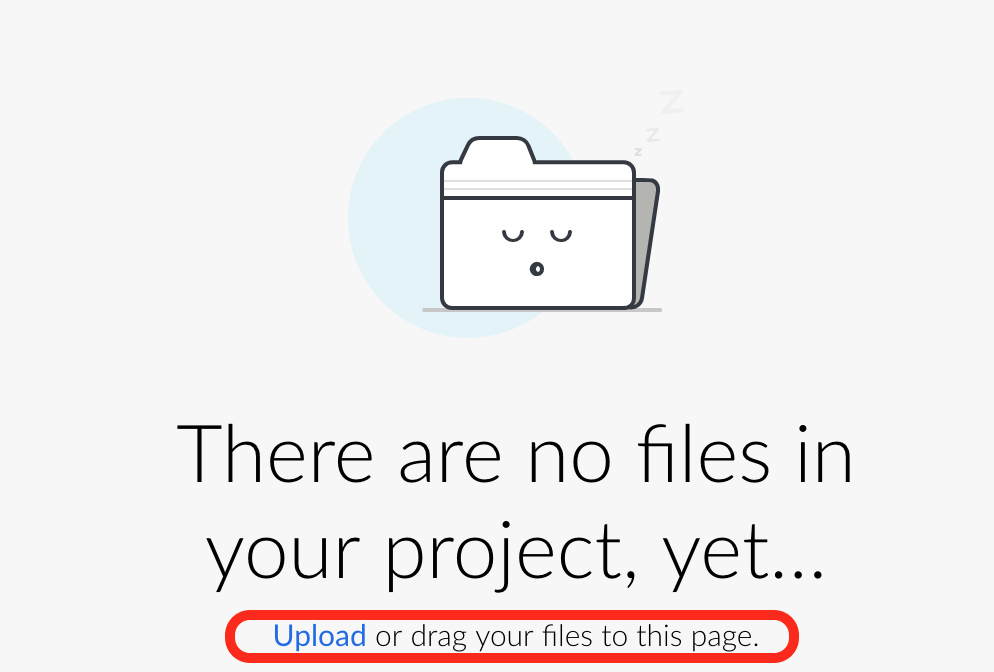 z
z
z
There are no files in
your project, yet...
Upload or drag your files to this page.